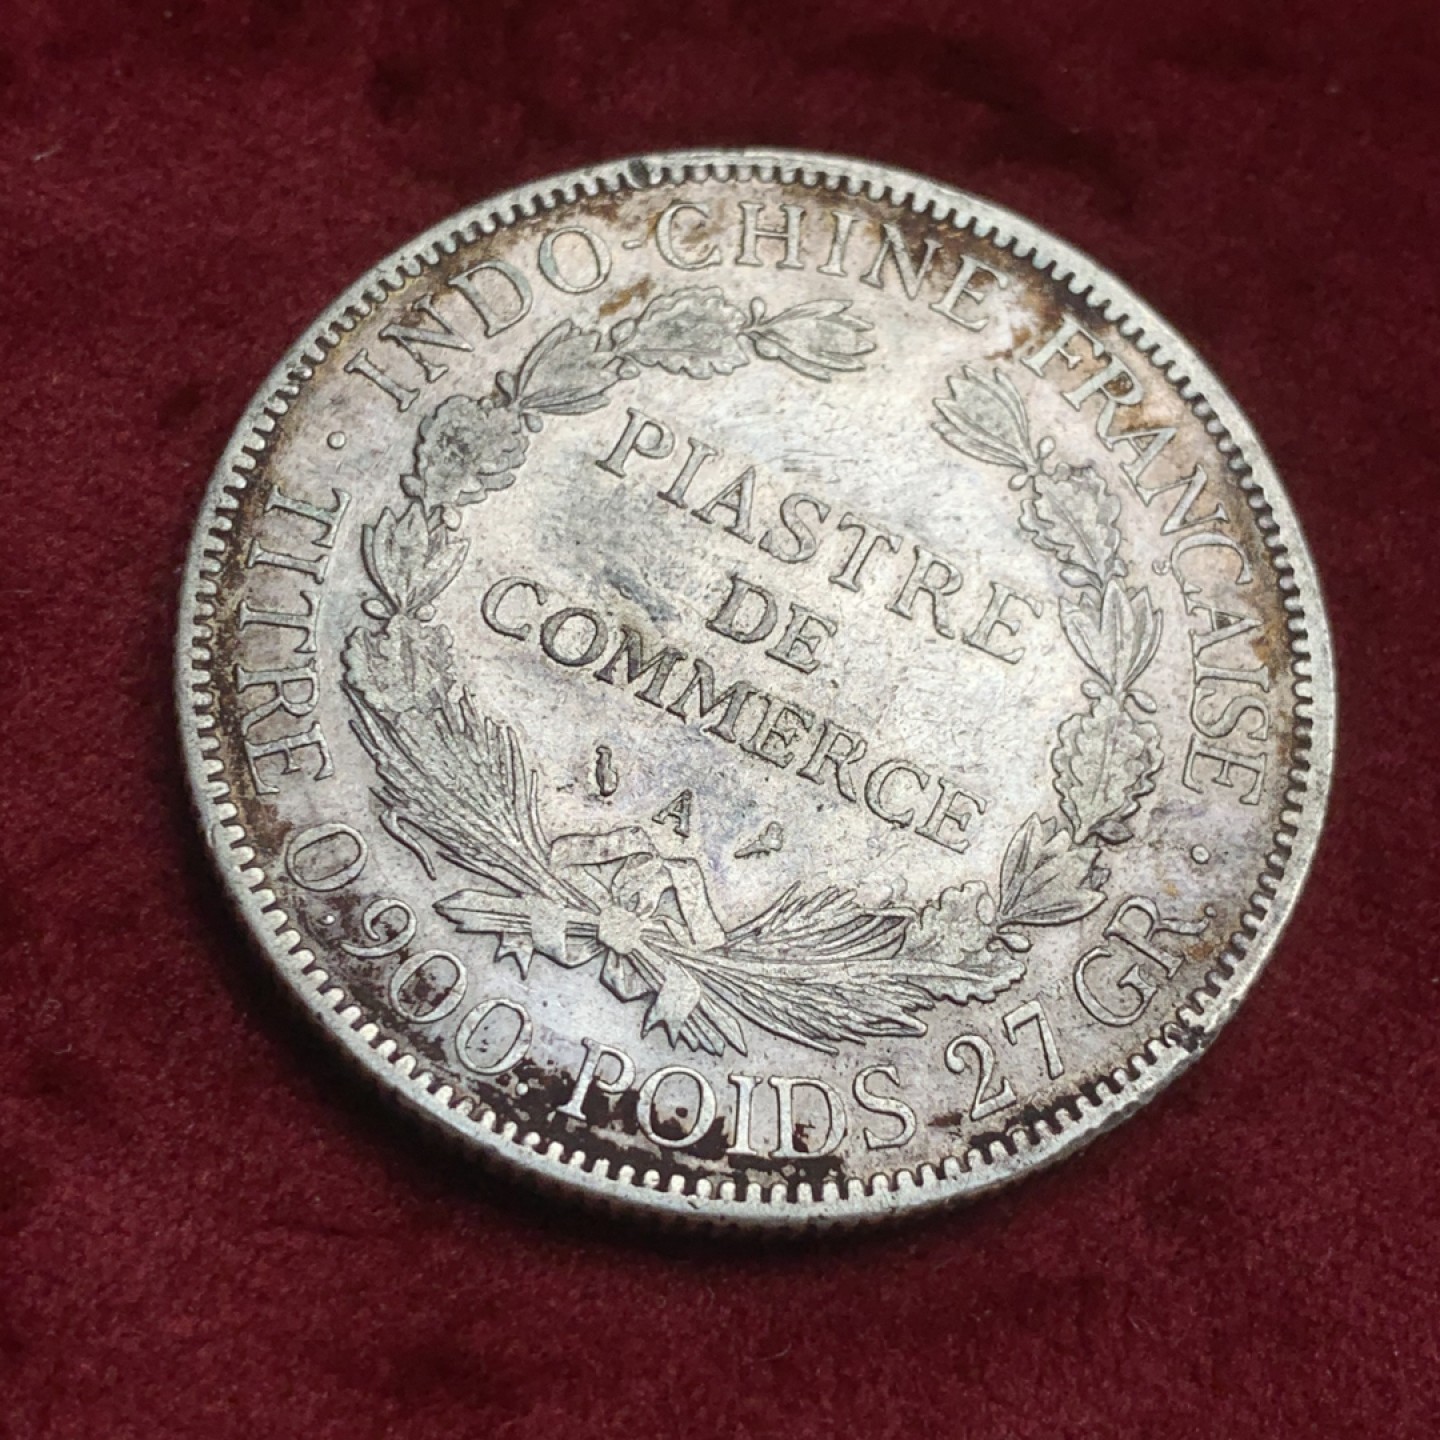 INDO-CHINE FRANÇAISE
PIASTRE
DE
COMMERCE
A
· TITRE 0.900. POIDS 27 GR. ·